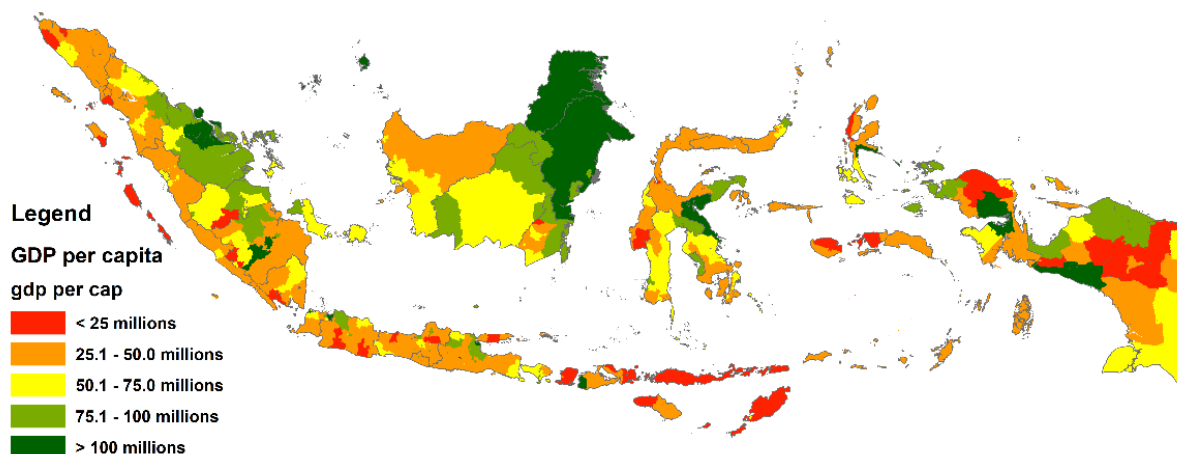 Legend
GDP per capita
gdp per cap
< 25 millions
25.1 - 50.0 millions
50.1 - 75.0 millions
75.1 - 100 millions
> 100 millions